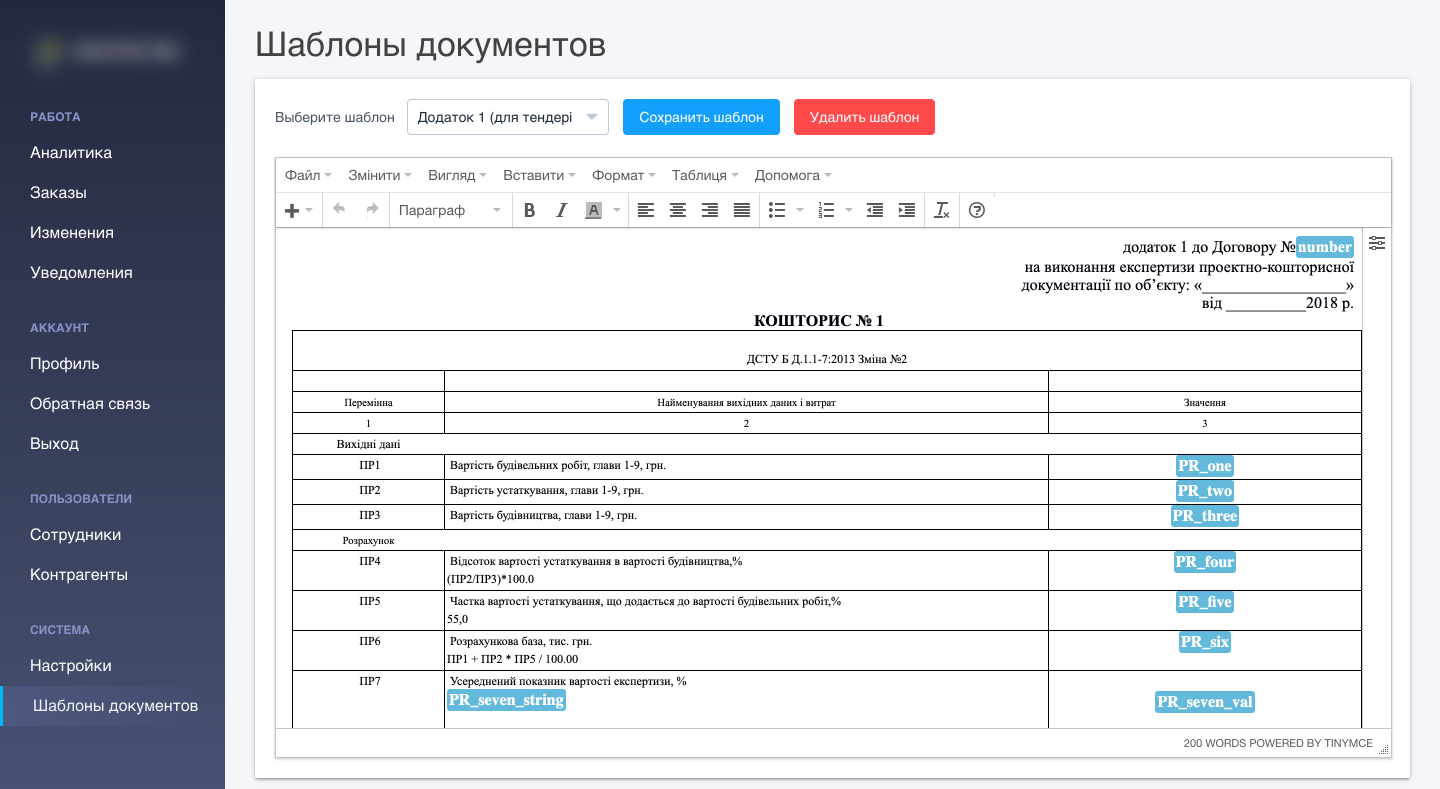 Шаблоны документов
РАБОТА
Аналитика
Заказы
Изменения
Уведомления
АККАУНТ
Профиль
Обратная связь
Выход
ПОЛЬЗОВАТЕЛИ
Сотрудники
Контрагенты
СИСТЕМА
Настройки
Шаблоны документов
Выберите шаблон Додаток 1 (для тендері Сохранить шаблон Удалить шаблон
Файл Змінити Вигляд Вставити Формат Таблиця Допомога
Параграф B I A
додаток 1 до Договору №number
на виконання експертизи проектно-кошторисної
документації по об’єкту: «__________________»
від __________2018 р.
КОШТОРИС № 1
ДСТУ Б Д.1.1-7:2013 Зміна №2
Перемінна Найменування вихідних даних і витрат Значення
1 2 3
Вихідні дані
ПР1 Вартість будівельних робіт, глави 1-9, грн. PR_one
ПР2 Вартість устаткування, глави 1-9, грн. PR_two
ПР3 Вартість будівництва, глави 1-9, грн. PR_three
Розрахунок
ПР4 Відсоток вартості устаткування в вартості будівництва,% PR_four
(ПР2/ПР3)*100.0
ПР5 Частка вартості устаткування, що додається до вартості будівельних робіт,% PR_five
55,0
ПР6 Розрахункова база, тис. грн. PR_six
ПР1 + ПР2 * ПР5 / 100.00
ПР7 Усереднений показник вартості експертизи, %
PR_seven_string PR_seven_val
200 WORDS POWERED BY TINYMCE